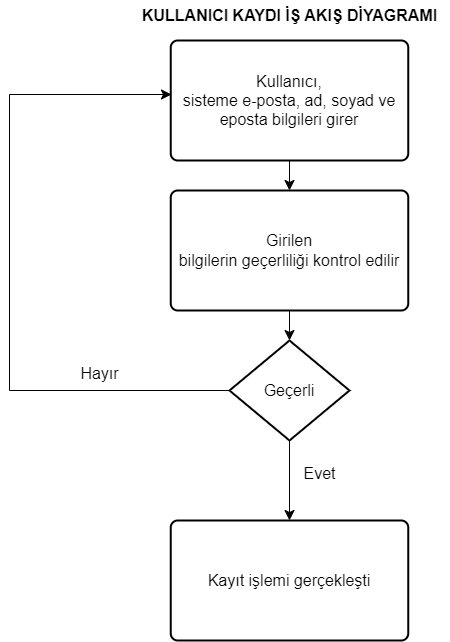 KULLANICI KAYDI İŞ AKIŞ DİYAGRAMI
Kullanıcı,
sisteme e-posta, ad, soyad ve
eposta bilgileri girer
Girilen
bilgilerin geçerliliği kontrol edilir
Hayır
Geçerli
Evet
Kayıt işlemi gerçekleşti